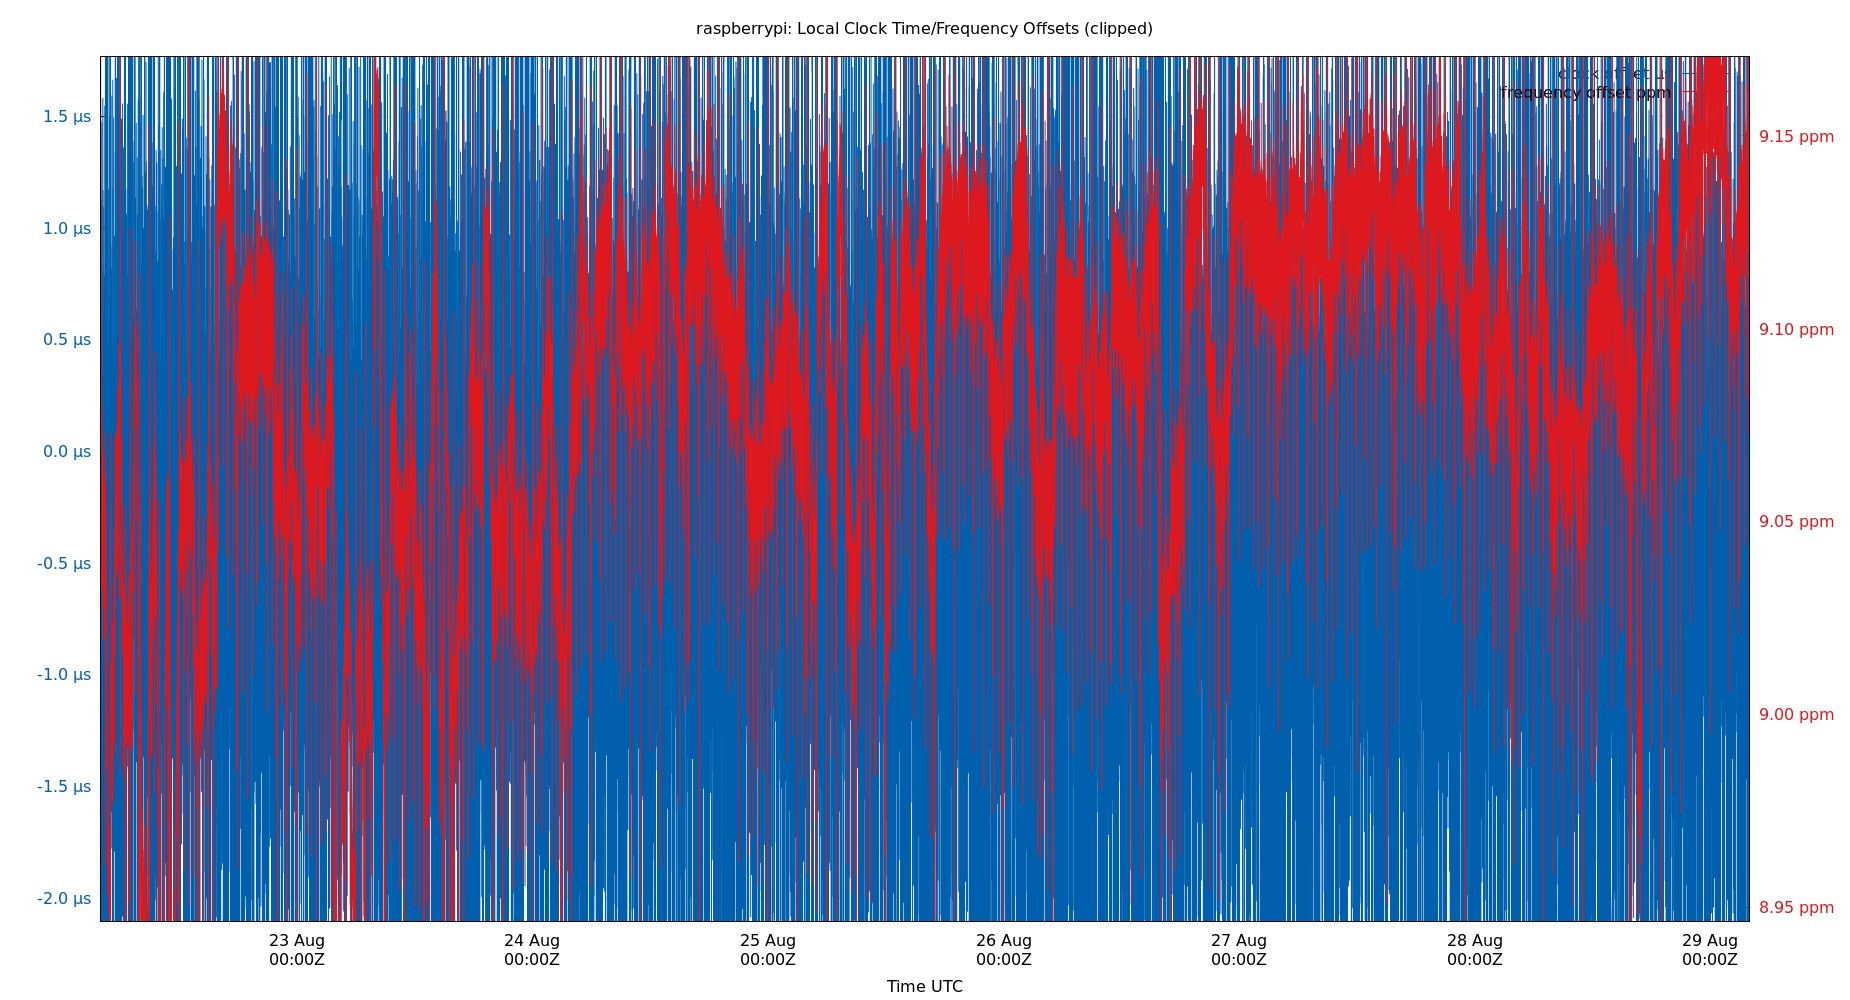 raspberrypi: Local Clock Time/Frequency Offsets (clipped)
clock offset μs
frequency offset ppm
1.5 μs
1.0 μs
0.5 μs
0.0 μs
-0.5 μs
-1.0 μs
-1.5 μs
-2.0 μs
9.15 ppm
9.10 ppm
9.05 ppm
9.00 ppm
8.95 ppm
23 Aug 24 Aug 25 Aug 26 Aug 27 Aug 28 Aug 29 Aug
00:00Z 00:00Z 00:00Z 00:00Z 00:00Z 00:00Z 00:00Z
Time UTC